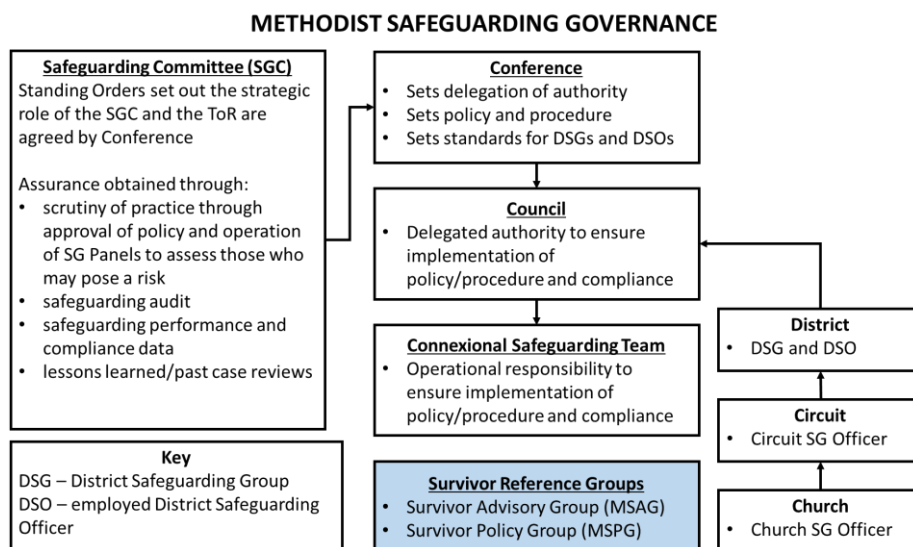 METHODIST SAFEGUARDING GOVERNANCE
Safeguarding Committee (SGC)
Standing Orders set out the strategic
role of the SGC and the ToR are
agreed by Conference
Assurance obtained through:
• scrutiny of practice through
approval of policy and operation
of SG Panels to assess those who
may pose a risk
• safeguarding audit
• safeguarding performance and
compliance data
• lessons learned/past case reviews
Key
DSG – District Safeguarding Group
DSO – employed District Safeguarding
Officer
Conference
• Sets delegation of authority
• Sets policy and procedure
• Sets standards for DSGs and DSOs
Council
• Delegated authority to ensure
implementation of
policy/procedure and compliance
Connexional Safeguarding Team
• Operational responsibility to
ensure implementation of
policy/procedure and compliance
Survivor Reference Groups
• Survivor Advisory Group (MSAG)
• Survivor Policy Group (MSPG)
District
• DSG and DSO
Circuit
• Circuit SG Officer
Church
• Church SG Officer